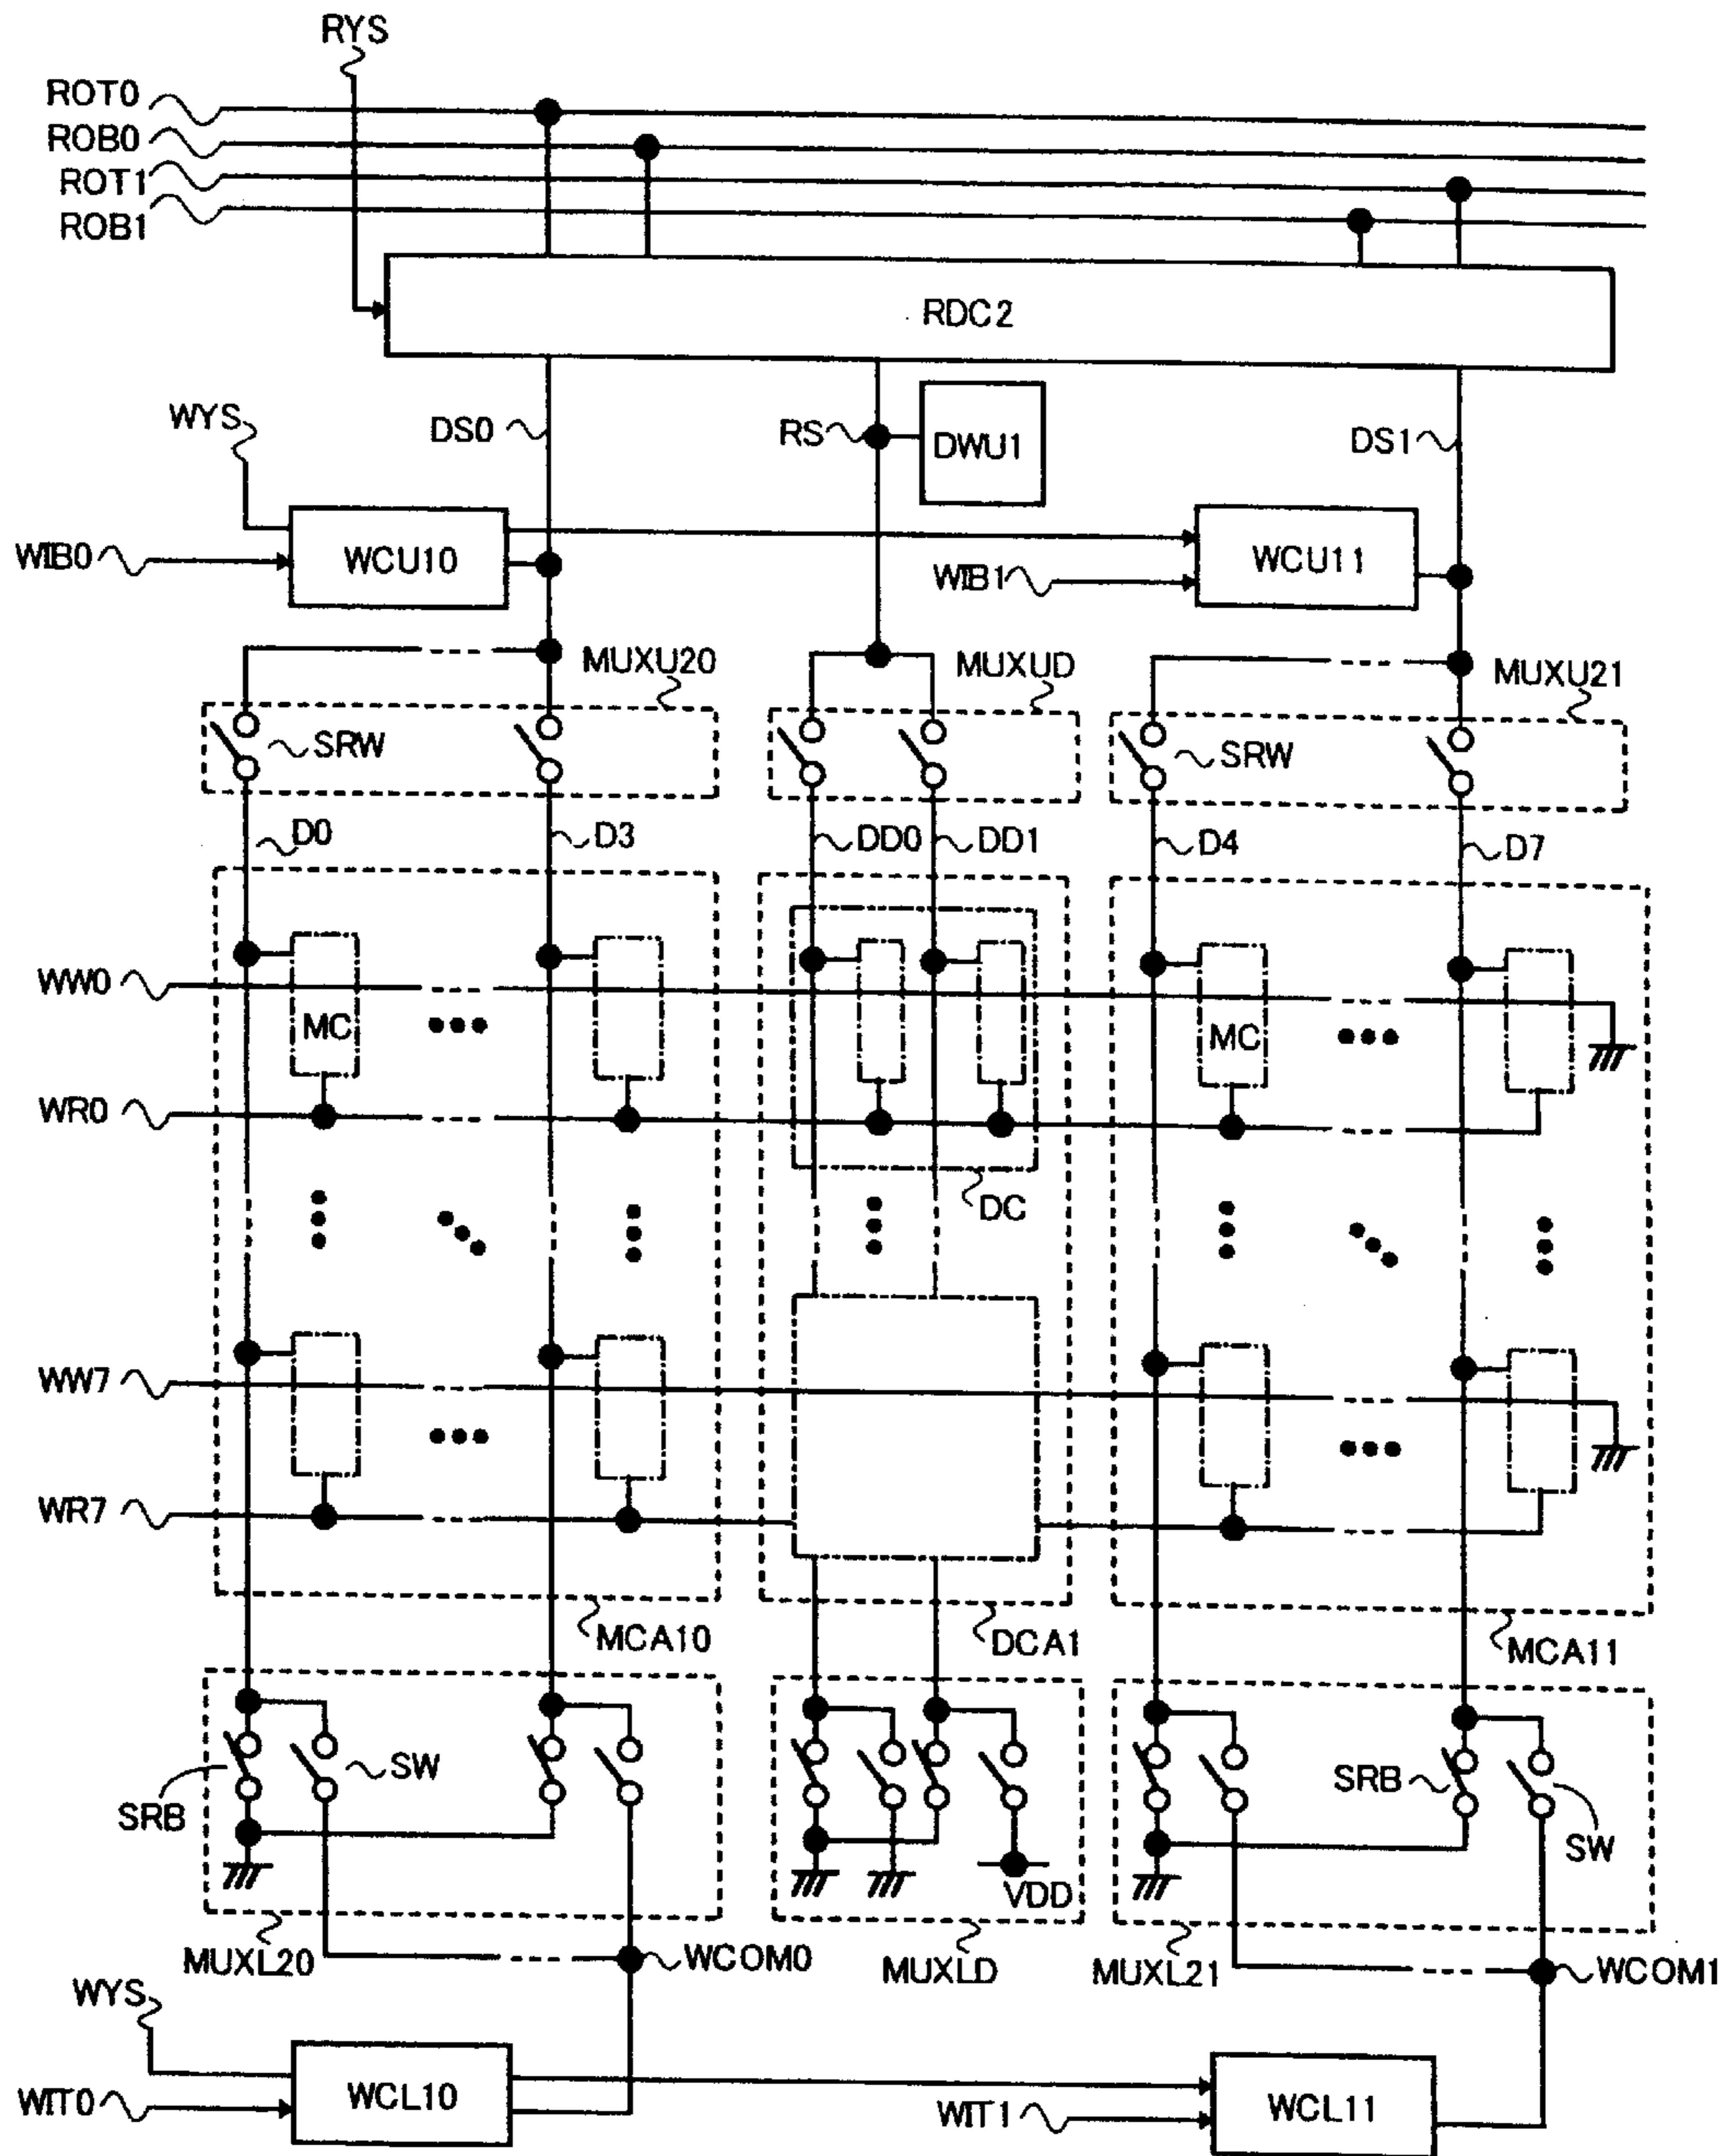 RYS
ROT0
ROB0
ROT1
ROB1
RDC2
WYS
DS0
RS
DWU1
DS1
WIB0
WCU10
WIB1
WCU11
MUXU20
MUXUD
MUXU21
SRW
SRW
D0
D3
DD0
DD1
D4
D7
WW0
MC
MC
WR0
DC
WW7
WR7
MCA10
DCA1
MCA11
SRB
SW
SRB
SW
VDD
MUXL20
WCOM0
MUXLD
MUXL21
WCOM1
WYS
WIT0
WCL10
WIT1
WCL11